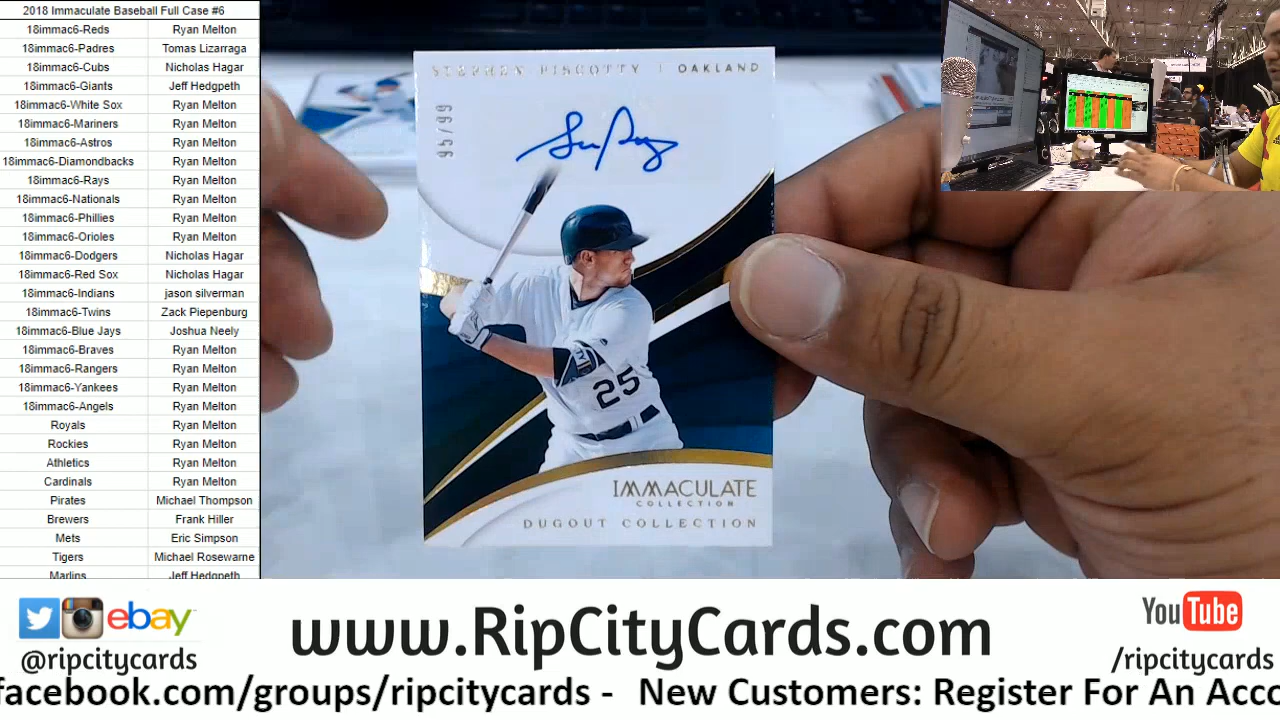 2018 Immaculate Baseball Full Case #6
18immac6-Reds Ryan Melton
18immac6-Padres Tomas Lizarraga
18immac6-Cubs Nicholas Hagar
18immac6-Giants Jeff Hedgpeth
18immac6-White Sox Ryan Melton
18immac6-Mariners Ryan Melton
18immac6-Astros Ryan Melton
18immac6-Diamondbacks Ryan Melton
18immac6-Rays Ryan Melton
18immac6-Nationals Ryan Melton
18immac6-Phillies Ryan Melton
18immac6-Orioles Ryan Melton
18immac6-Dodgers Nicholas Hagar
18immac6-Red Sox Nicholas Hagar
18immac6-Indians jason silverman
18immac6-Twins Zack Piepenburg
18immac6-Blue Jays Joshua Neely
18immac6-Braves Ryan Melton
18immac6-Rangers Ryan Melton
18immac6-Yankees Ryan Melton
18immac6-Angels Ryan Melton
Royals Ryan Melton
Rockies Ryan Melton
Athletics Ryan Melton
Cardinals Ryan Melton
Pirates Michael Thompson
Brewers Frank Hiller
Mets Eric Simpson
Tigers Michael Rosewarne
Marlins Jeff Hedgpeth
STEPHEN PISCOTTY | OAKLAND
95/99
25
IMMACULATE
COLLECTION
DUGOUT COLLECTION
ebay
@ripcitycards
www.RipCityCards.com
YouTube
/ripcitycards
facebook.com/groups/ripcitycards - New Customers: Register For An Acco